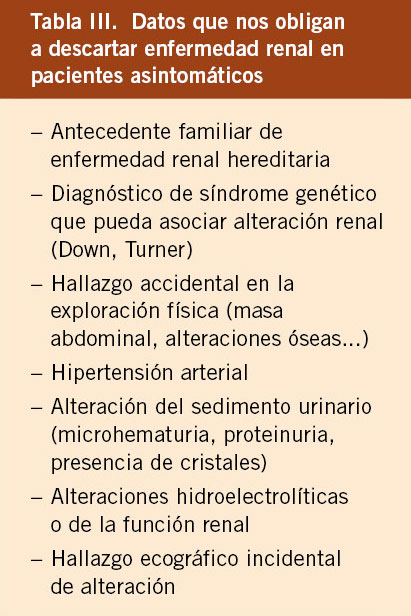 Tabla III. Datos que nos obligan
a descartar enfermedad renal en
pacientes asintomáticos
– Antecedente familiar de
enfermedad renal hereditaria
– Diagnóstico de síndrome genético
que pueda asociar alteración renal
(Down, Turner)
– Hallazgo accidental en la
exploración física (masa
abdominal, alteraciones óseas...)
– Hipertensión arterial
– Alteración del sedimento urinario
(microhematuria, proteinuria,
presencia de cristales)
– Alteraciones hidroelectrolíticas
o de la función renal
– Hallazgo ecográfico incidental
de alteración